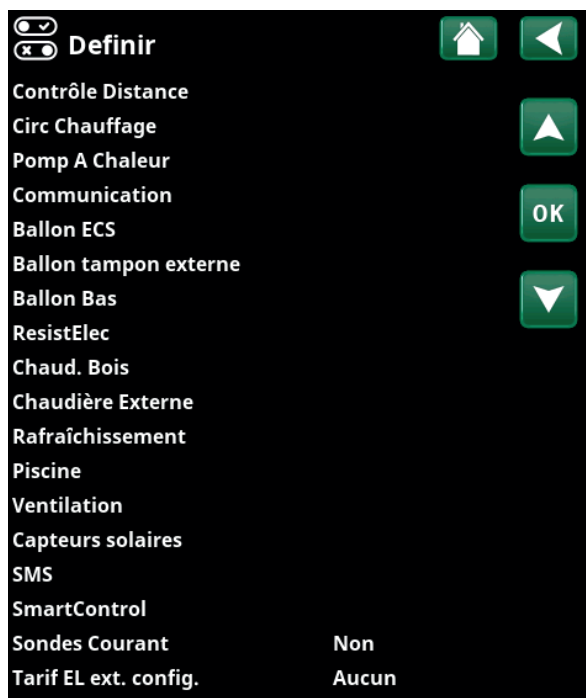 Definir
Contrôle Distance
Circ Chauffage
Pomp A Chaleur
Communication
OK
Ballon ECS
Ballon tampon externe
Ballon Bas
ResistElec
Chaud. Bois
Chaudière Externe
Rafraîchissement
Piscine
Ventilation
Capteurs solaires
SMS
SmartControl
Sondes Courant Non
Tarif EL ext. config. Aucun